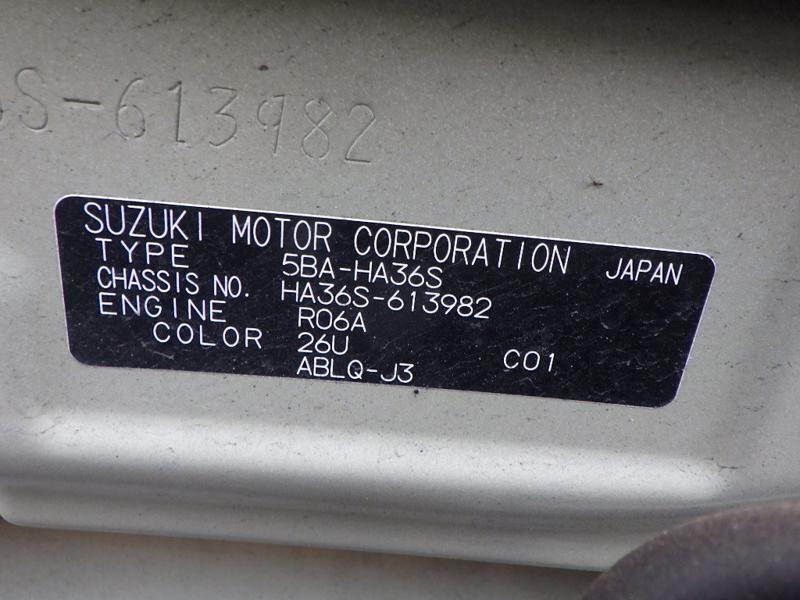 S-613982
SUZUKI MOTOR CORPORATION JAPAN
TYPE 5BA-HA36S
CHASSIS NO. HA36S-613982
ENGINE R06A
COLOR 26U C01
ABLQ-J3